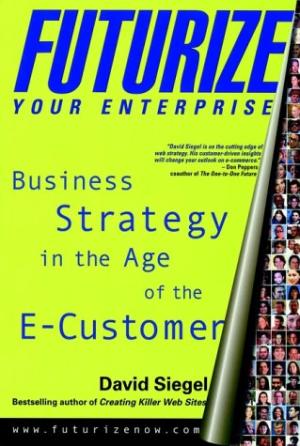 FUTURIZE
YOUR ENTERPRISE
"David Siegel is on the cutting edge of
web strategy. His customer-driven insights
will change your outlook on e-commerce."
– Don Peppers
coauthor of The One-to-One Future
Business
Strategy
in the Age
of the
E-Customer
David Siegel
Bestselling author of Creating Killer Web Sites
www.futurizenow.com